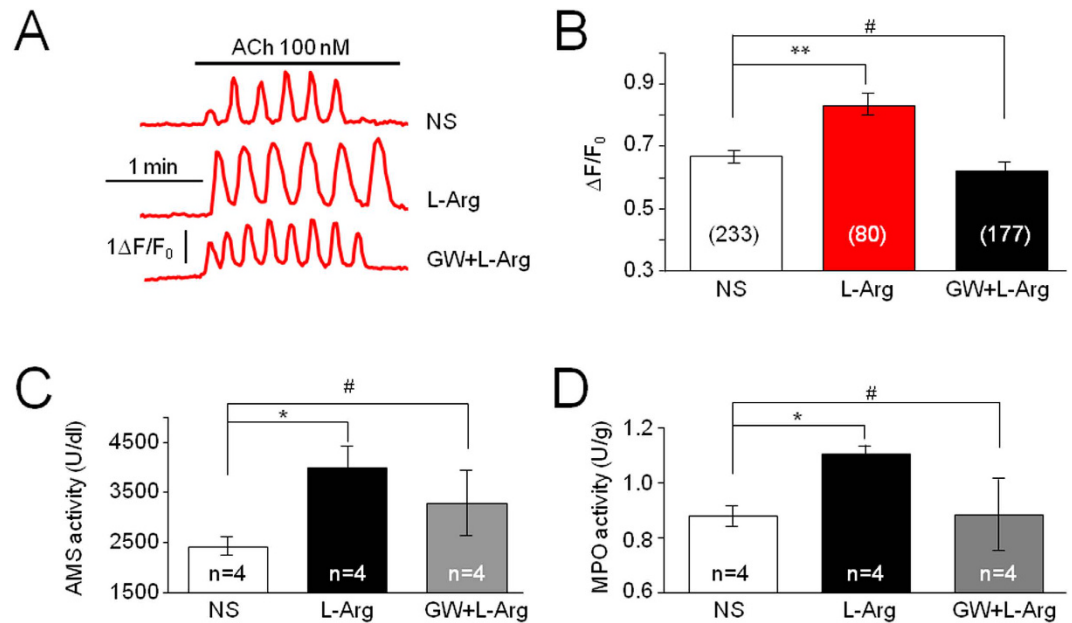 A
ACh 100 nM
NS
1 min
L-Arg
1ΔF/F₀
GW+L-Arg
B
#
**
0.9
0.7
0.5
0.3
ΔF/F₀
(233)
(80)
(177)
NS
L-Arg
GW+L-Arg
C
#
*
4500
3500
2500
1500
AMS activity (U/dl)
n=4
n=4
n=4
NS
L-Arg
GW+L-Arg
D
#
*
1.2
1.0
0.8
0.6
MPO activity (U/g)
n=4
n=4
n=4
NS
L-Arg
GW+L-Arg